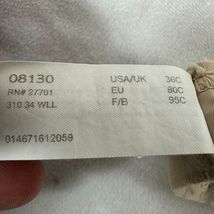 08130
RN# 27701
310 34 WLL
014671612059
USA/UK 36C
EU 80C
F/B 95C